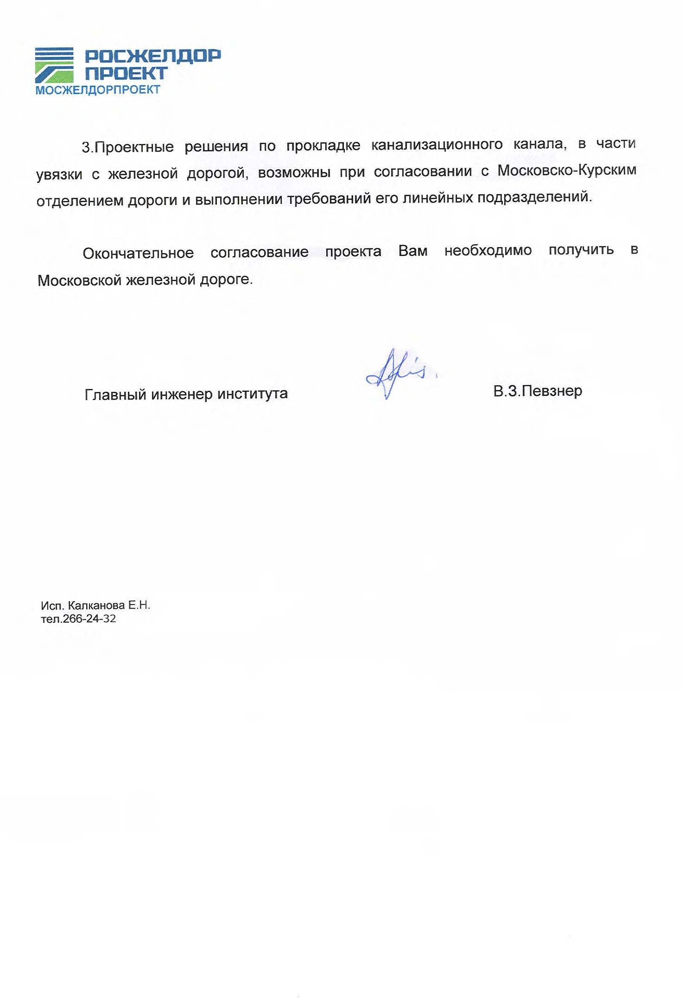 РОСЖЕЛДОР
ПРОЕКТ
МОСЖЕЛДОРПРОЕКТ
3.Проектные решения по прокладке канализационного канала, в части
увязки с железной дорогой, возможны при согласовании с Московско-Курским
отделением дороги и выполнении требований его линейных подразделений.
Окончательное согласование проекта Вам необходимо получить в
Московской железной дороге.
Главный инженер института В.З.Певзнер
Исп. Калканова Е.Н.
тел.266-24-32